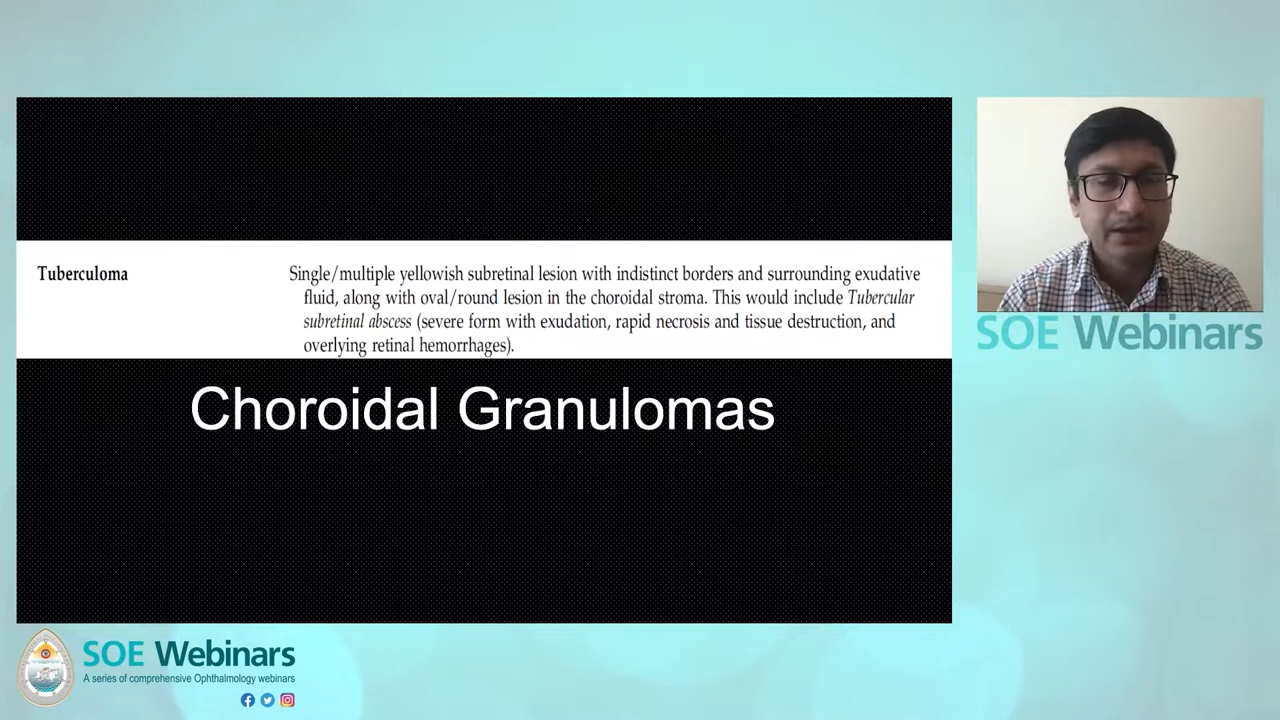 Tuberculoma
Single/multiple yellowish subretinal lesion with indistinct borders and surrounding exudative
fluid, along with oval/round lesion in the choroidal stroma. This would include Tubercular
subretinal abscess (severe form with exudation, rapid necrosis and tissue destruction, and
overlying retinal hemorrhages).
Choroidal Granulomas
SOE Webinars
SOE Webinars
A series of comprehensive Ophthalmology webinars